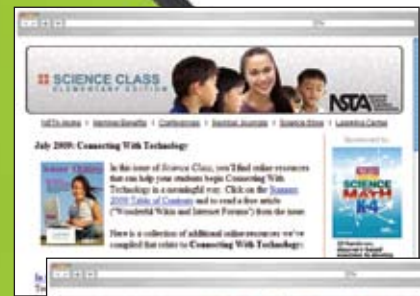 SCIENCE CLASS
ELEMENTARY EDITION
NSTA
NSTA Home | Member Benefits | Conferences | Member Journals | Science Store | Learning Center
July 2009: Connecting With Technology
In this issue of Science Class, you'll find online resources
that can help your students begin Connecting With
Technology in a meaningful way. Click on the Summer
2009 Table of Contents and to read a free article
("Wonderful Wikis and Internet Forums") from the issue.
Here is a collection of additional online resources we've
compiled that relate to Connecting With Technology:
Sponsored by
SCIENCE
MATH
K-4